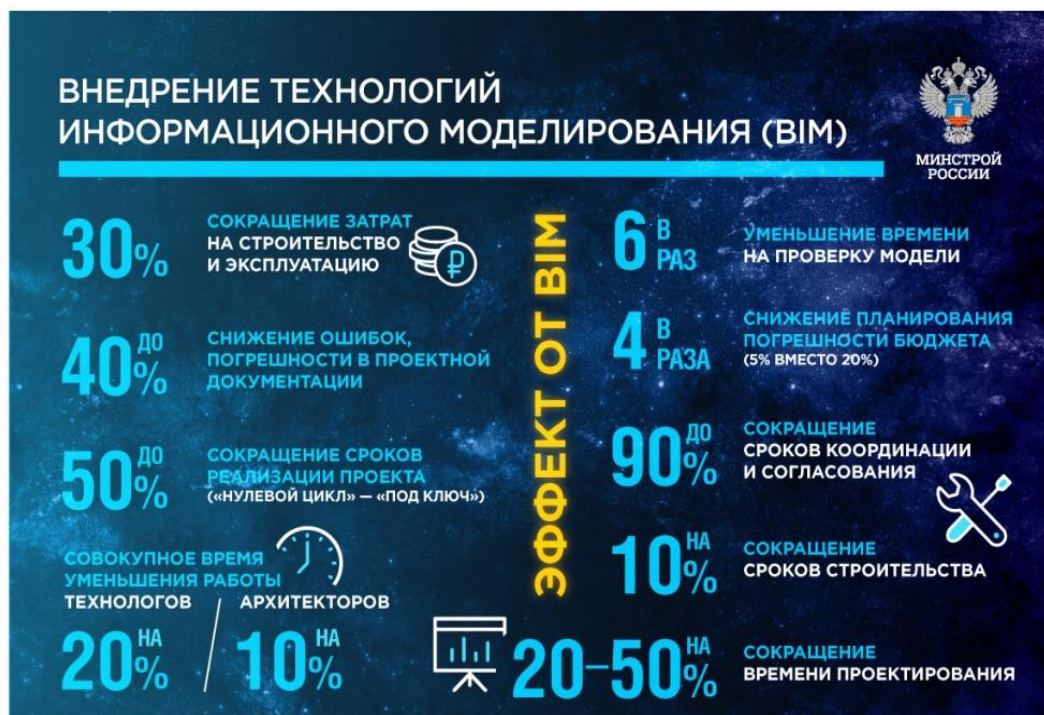 ВНЕДРЕНИЕ ТЕХНОЛОГИЙ
ИНФОРМАЦИОННОГО МОДЕЛИРОВАНИЯ (BIM)
МИНСТРОЙ
РОССИИ
30%
СОКРАЩЕНИЕ ЗАТРАТ
НА СТРОИТЕЛЬСТВО
И ЭКСПЛУАТАЦИЮ
₽
ДО
40%
СНИЖЕНИЕ ОШИБОК,
ПОГРЕШНОСТИ В ПРОЕКТНОЙ
ДОКУМЕНТАЦИИ
ДО
50%
СОКРАЩЕНИЕ СРОКОВ
РЕАЛИЗАЦИИ ПРОЕКТА
(«НУЛЕВОЙ ЦИКЛ» — «ПОД КЛЮЧ»)
СОВОКУПНОЕ ВРЕМЯ
УМЕНЬШЕНИЯ РАБОТЫ
ТЕХНОЛОГОВ
НА
20%
АРХИТЕКТОРОВ
НА
10%
ЭФФЕКТ ОТ BIM
6 В
РАЗ
УМЕНЬШЕНИЕ ВРЕМЕНИ
НА ПРОВЕРКУ МОДЕЛИ
4 В
РАЗА
СНИЖЕНИЕ ПЛАНИРОВАНИЯ
ПОГРЕШНОСТИ БЮДЖЕТА
(5% ВМЕСТО 20%)
ДО
90%
СОКРАЩЕНИЕ
СРОКОВ КООРДИНАЦИИ
И СОГЛАСОВАНИЯ
НА
10%
СОКРАЩЕНИЕ
СРОКОВ СТРОИТЕЛЬСТВА
НА
20–50%
СОКРАЩЕНИЕ
ВРЕМЕНИ ПРОЕКТИРОВАНИЯ